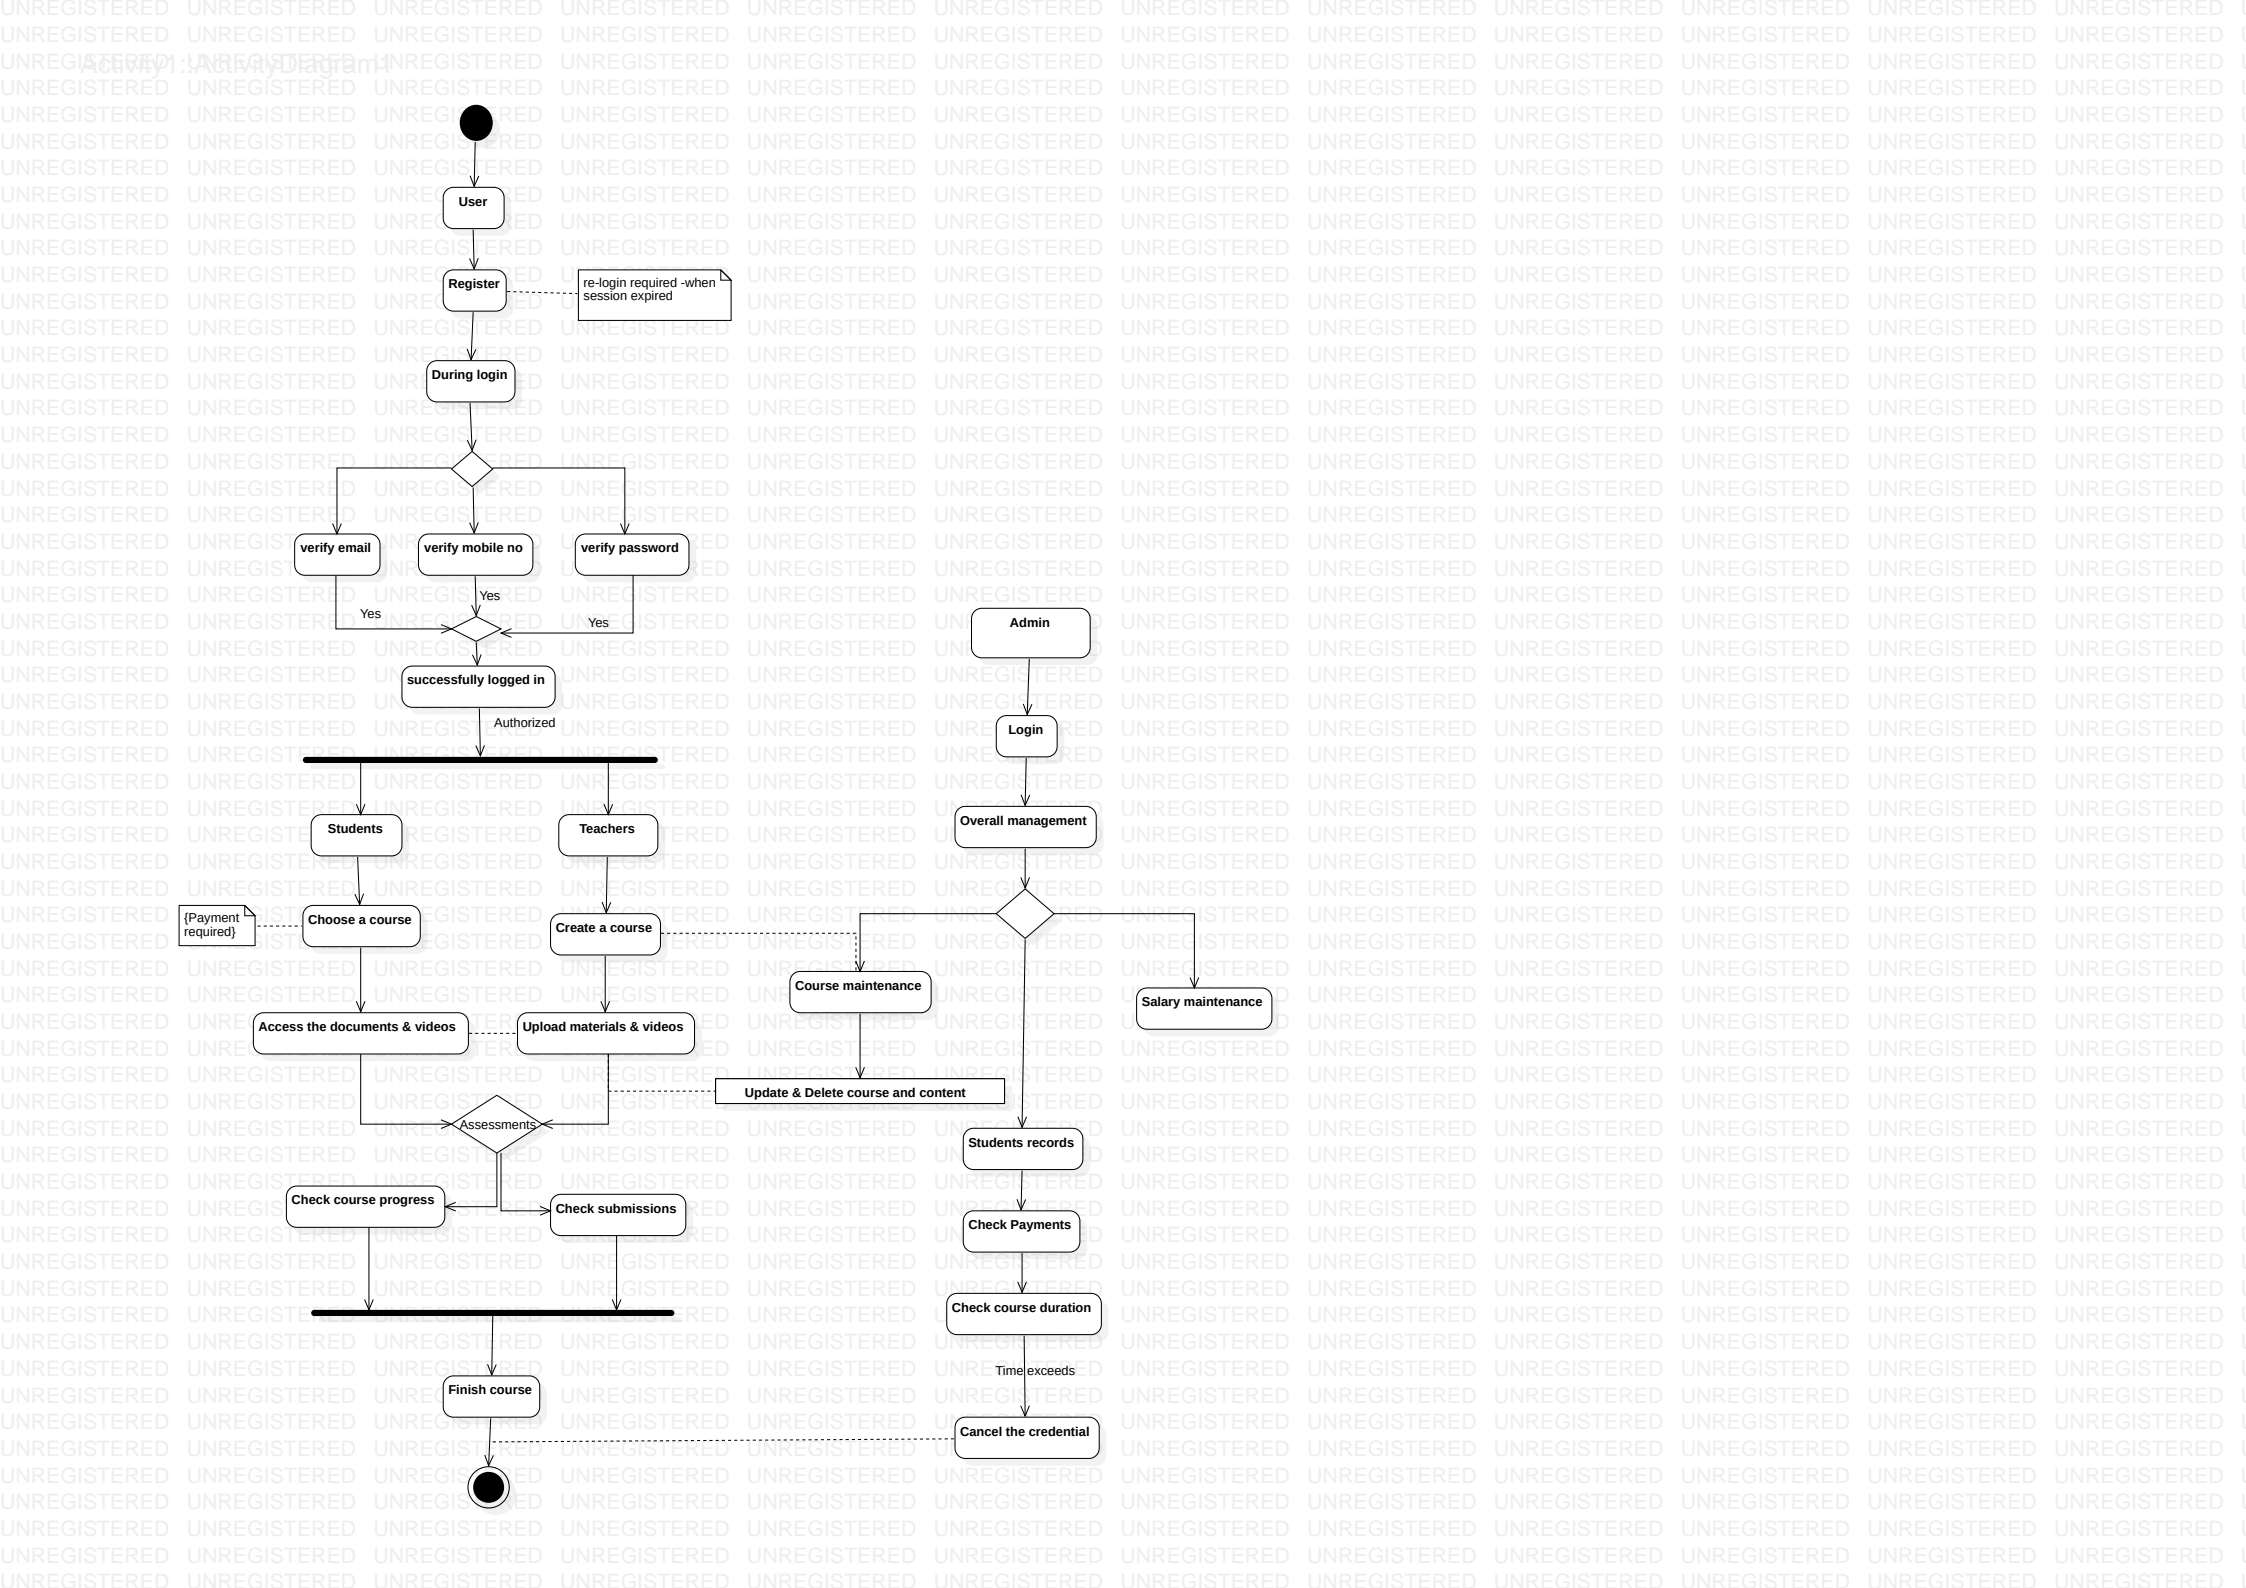 Activity1::ActivityDiagram1
User
Register
re-login required -when
session expired
During login
verify email
verify mobile no
verify password
Yes
Yes
Yes
successfully logged in
Authorized
Students
Teachers
{Payment
required}
Choose a course
Create a course
Access the documents & videos
Upload materials & videos
Assessments
Check course progress
Check submissions
Finish course
Admin
Login
Overall management
Course maintenance
Salary maintenance
Update & Delete course and content
Students records
Check Payments
Check course duration
Time exceeds
Cancel the credential
UNREGISTERED